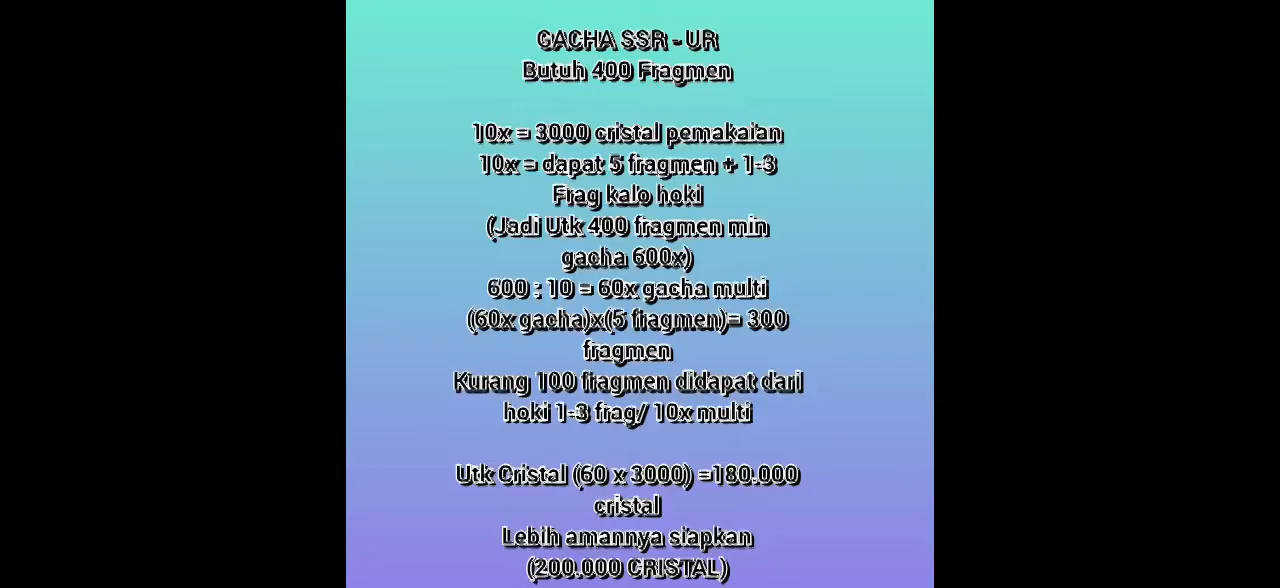 GACHA SSR - UR
Butuh 400 Fragmen
10x = 3000 cristal pemakaian
10x = dapat 5 fragmen + 1-3
Frag kalo hoki
(Jadi Utk 400 fragmen min
gacha 600x)
600 : 10 = 60x gacha multi
(60x gacha)x(5 fragmen)= 300
fragmen
Kurang 100 fragmen didapat dari
hoki 1-3 frag/ 10x multi
Utk Cristal (60 x 3000) =180.000
cristal
Lebih amannya siapkan
(200.000 CRISTAL)